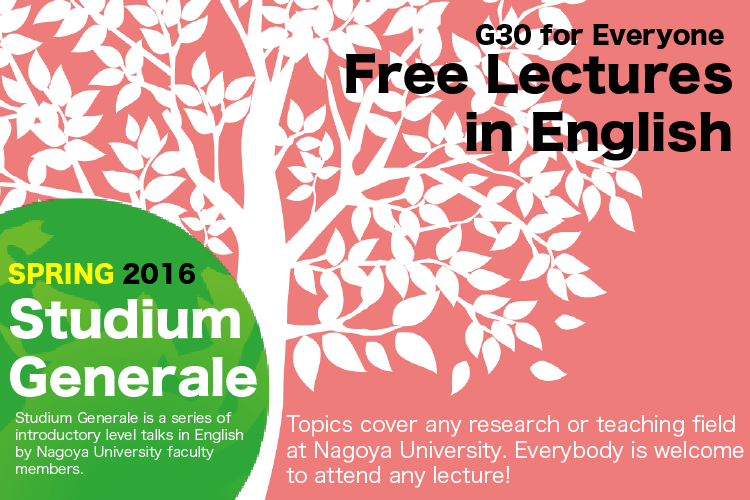 G30 for Everyone
Free Lectures
in English
SPRING 2016
Studium
Generale
Studium Generale is a series of
introductory level talks in English
by Nagoya University faculty
members.
Topics cover any research or teaching field
at Nagoya University. Everybody is welcome
to attend any lecture!